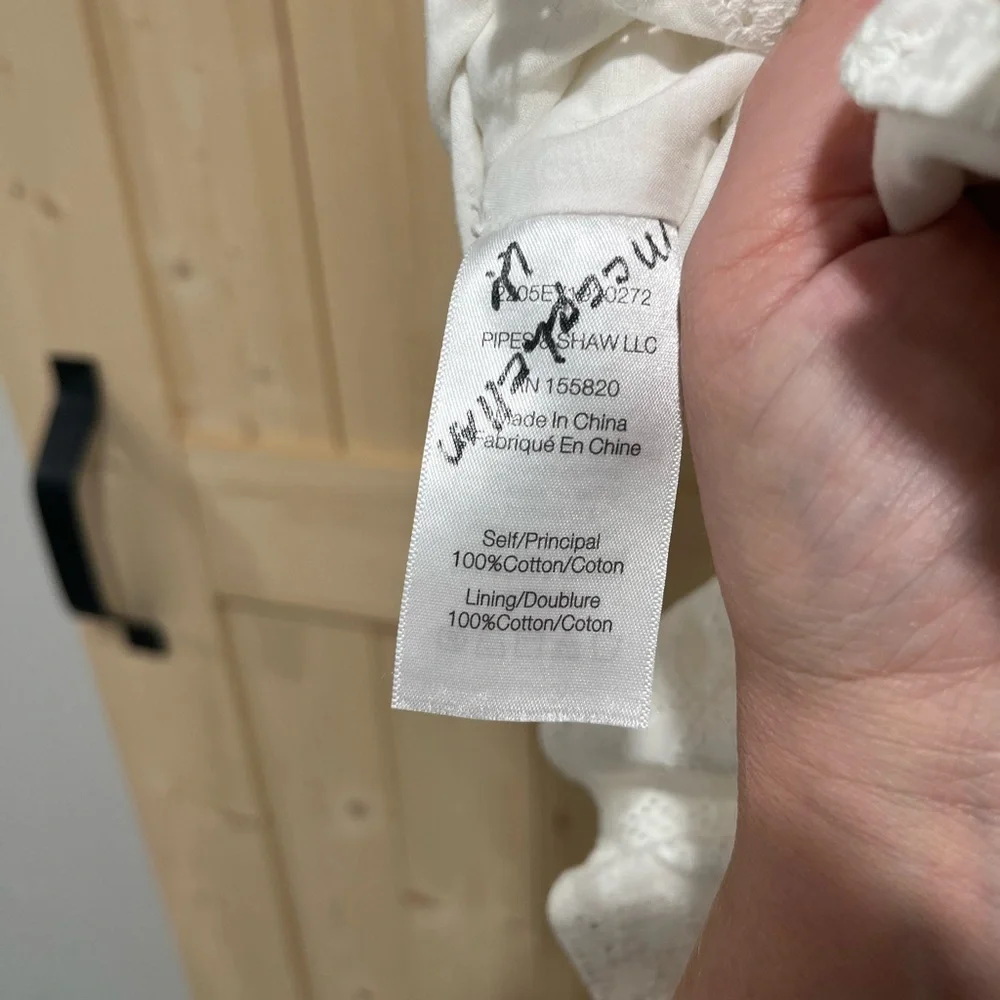 PIPES & SHAW LLC
155820
Made In China
Fabriqué En Chine
Self/Principal
100%Cotton/Coton
Lining/Doublure
100%Cotton/Coton